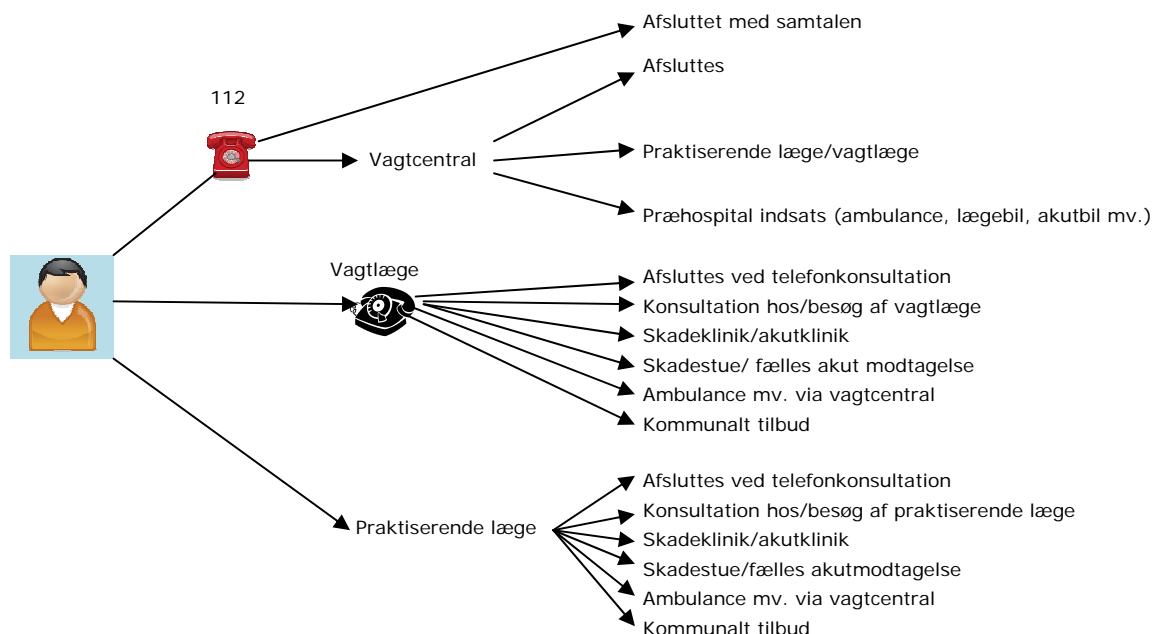 Afsluttet med samtalen
Afsluttes
112
Vagtcentral
Praktiserende læge/vagtlæge
Præhospital indsats (ambulance, lægebil, akutbil mv.)
Vagtlæge
Afsluttes ved telefonkonsultation
Konsultation hos/besøg af vagtlæge
Skadeklinik/akutklinik
Skadestue/ fælles akut modtagelse
Ambulance mv. via vagtcentral
Kommunalt tilbud
Praktiserende læge
Afsluttes ved telefonkonsultation
Konsultation hos/besøg af praktiserende læge
Skadeklinik/akutklinik
Skadestue/fælles akutmodtagelse
Ambulance mv. via vagtcentral
Kommunalt tilbud